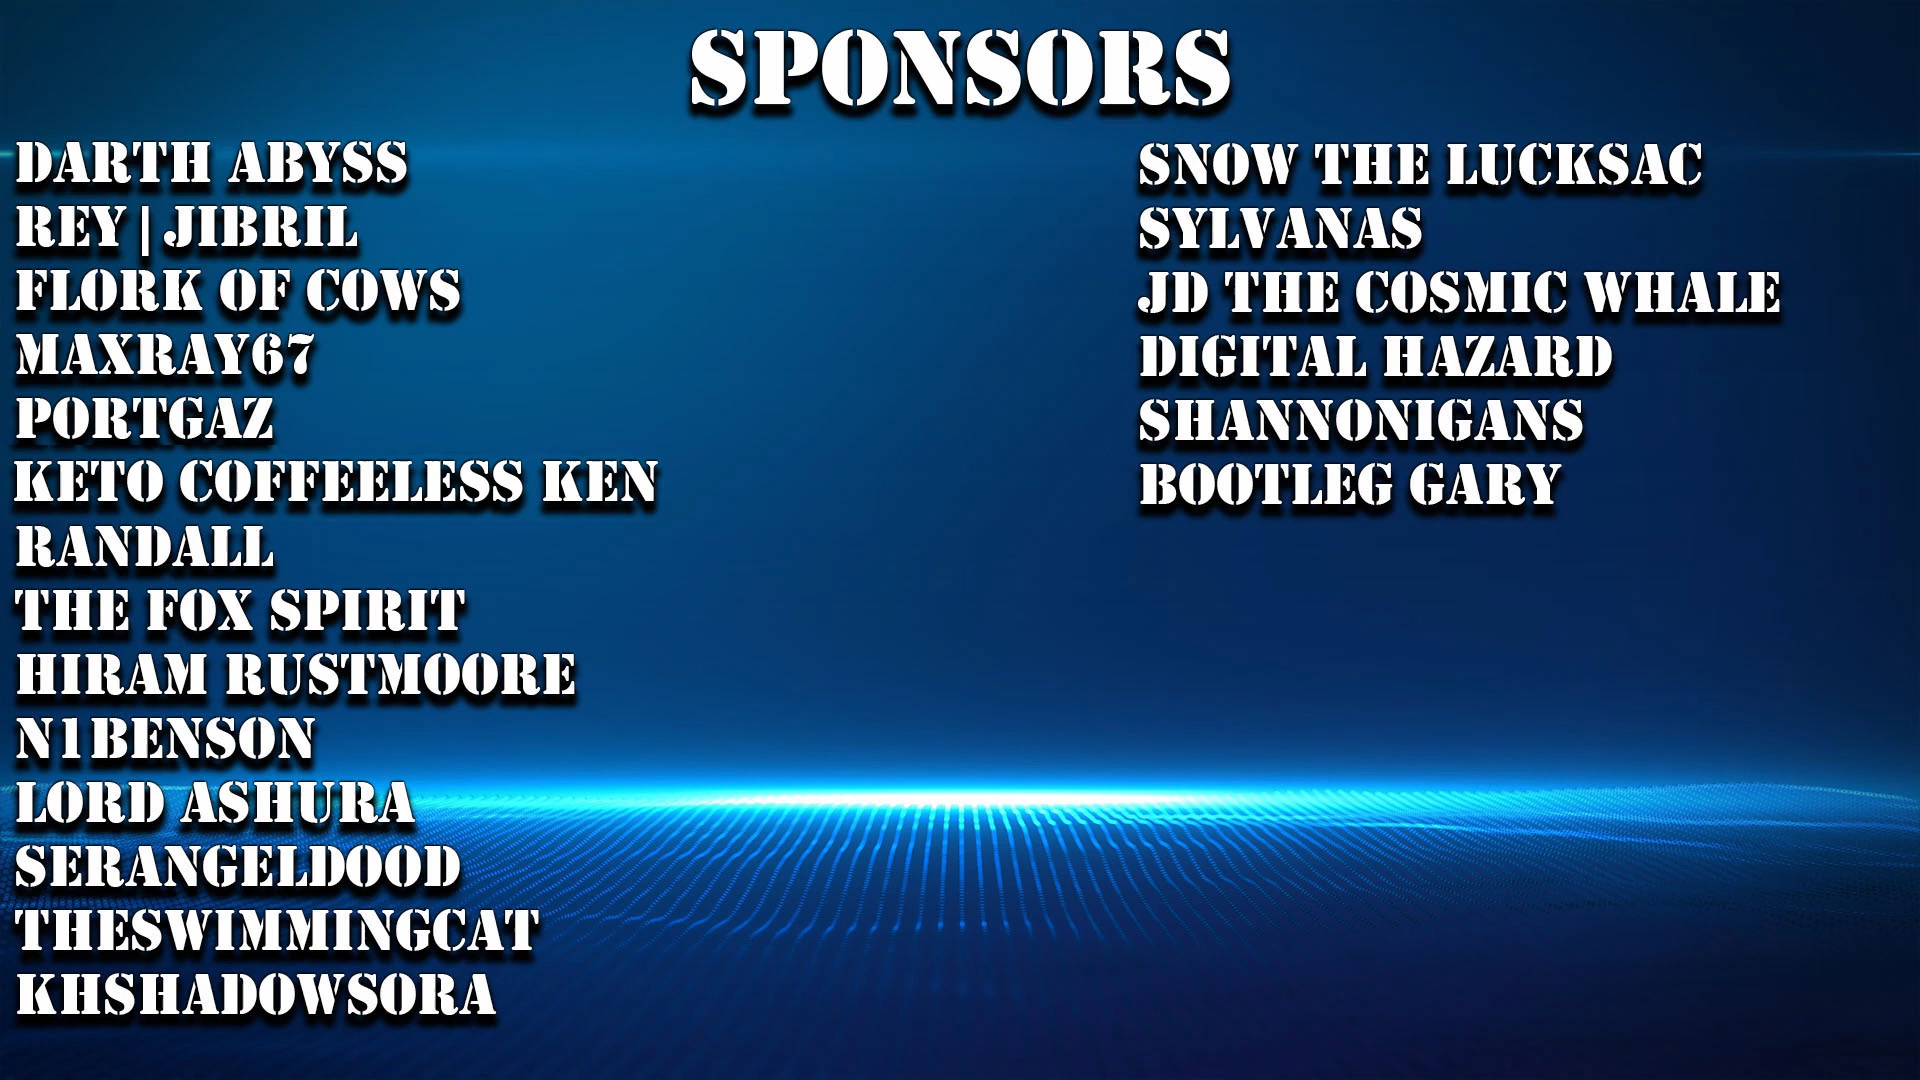 SPONSORS
DARTH ABYSS
REY | JIBRIL
FLORK OF COWS
MAXRAY67
PORTGAZ
KETO COFFEELESS KEN
RANDALL
THE FOX SPIRIT
HIRAM RUSTMOORE
N1BENSON
LORD ASHURA
SERANGELDOOD
THESWIMMINGCAT
KHSHADOWSORA
SNOW THE LUCKSAC
SYLVANAS
JD THE COSMIC WHALE
DIGITAL HAZARD
SHANNONIGANS
BOOTLEG GARY